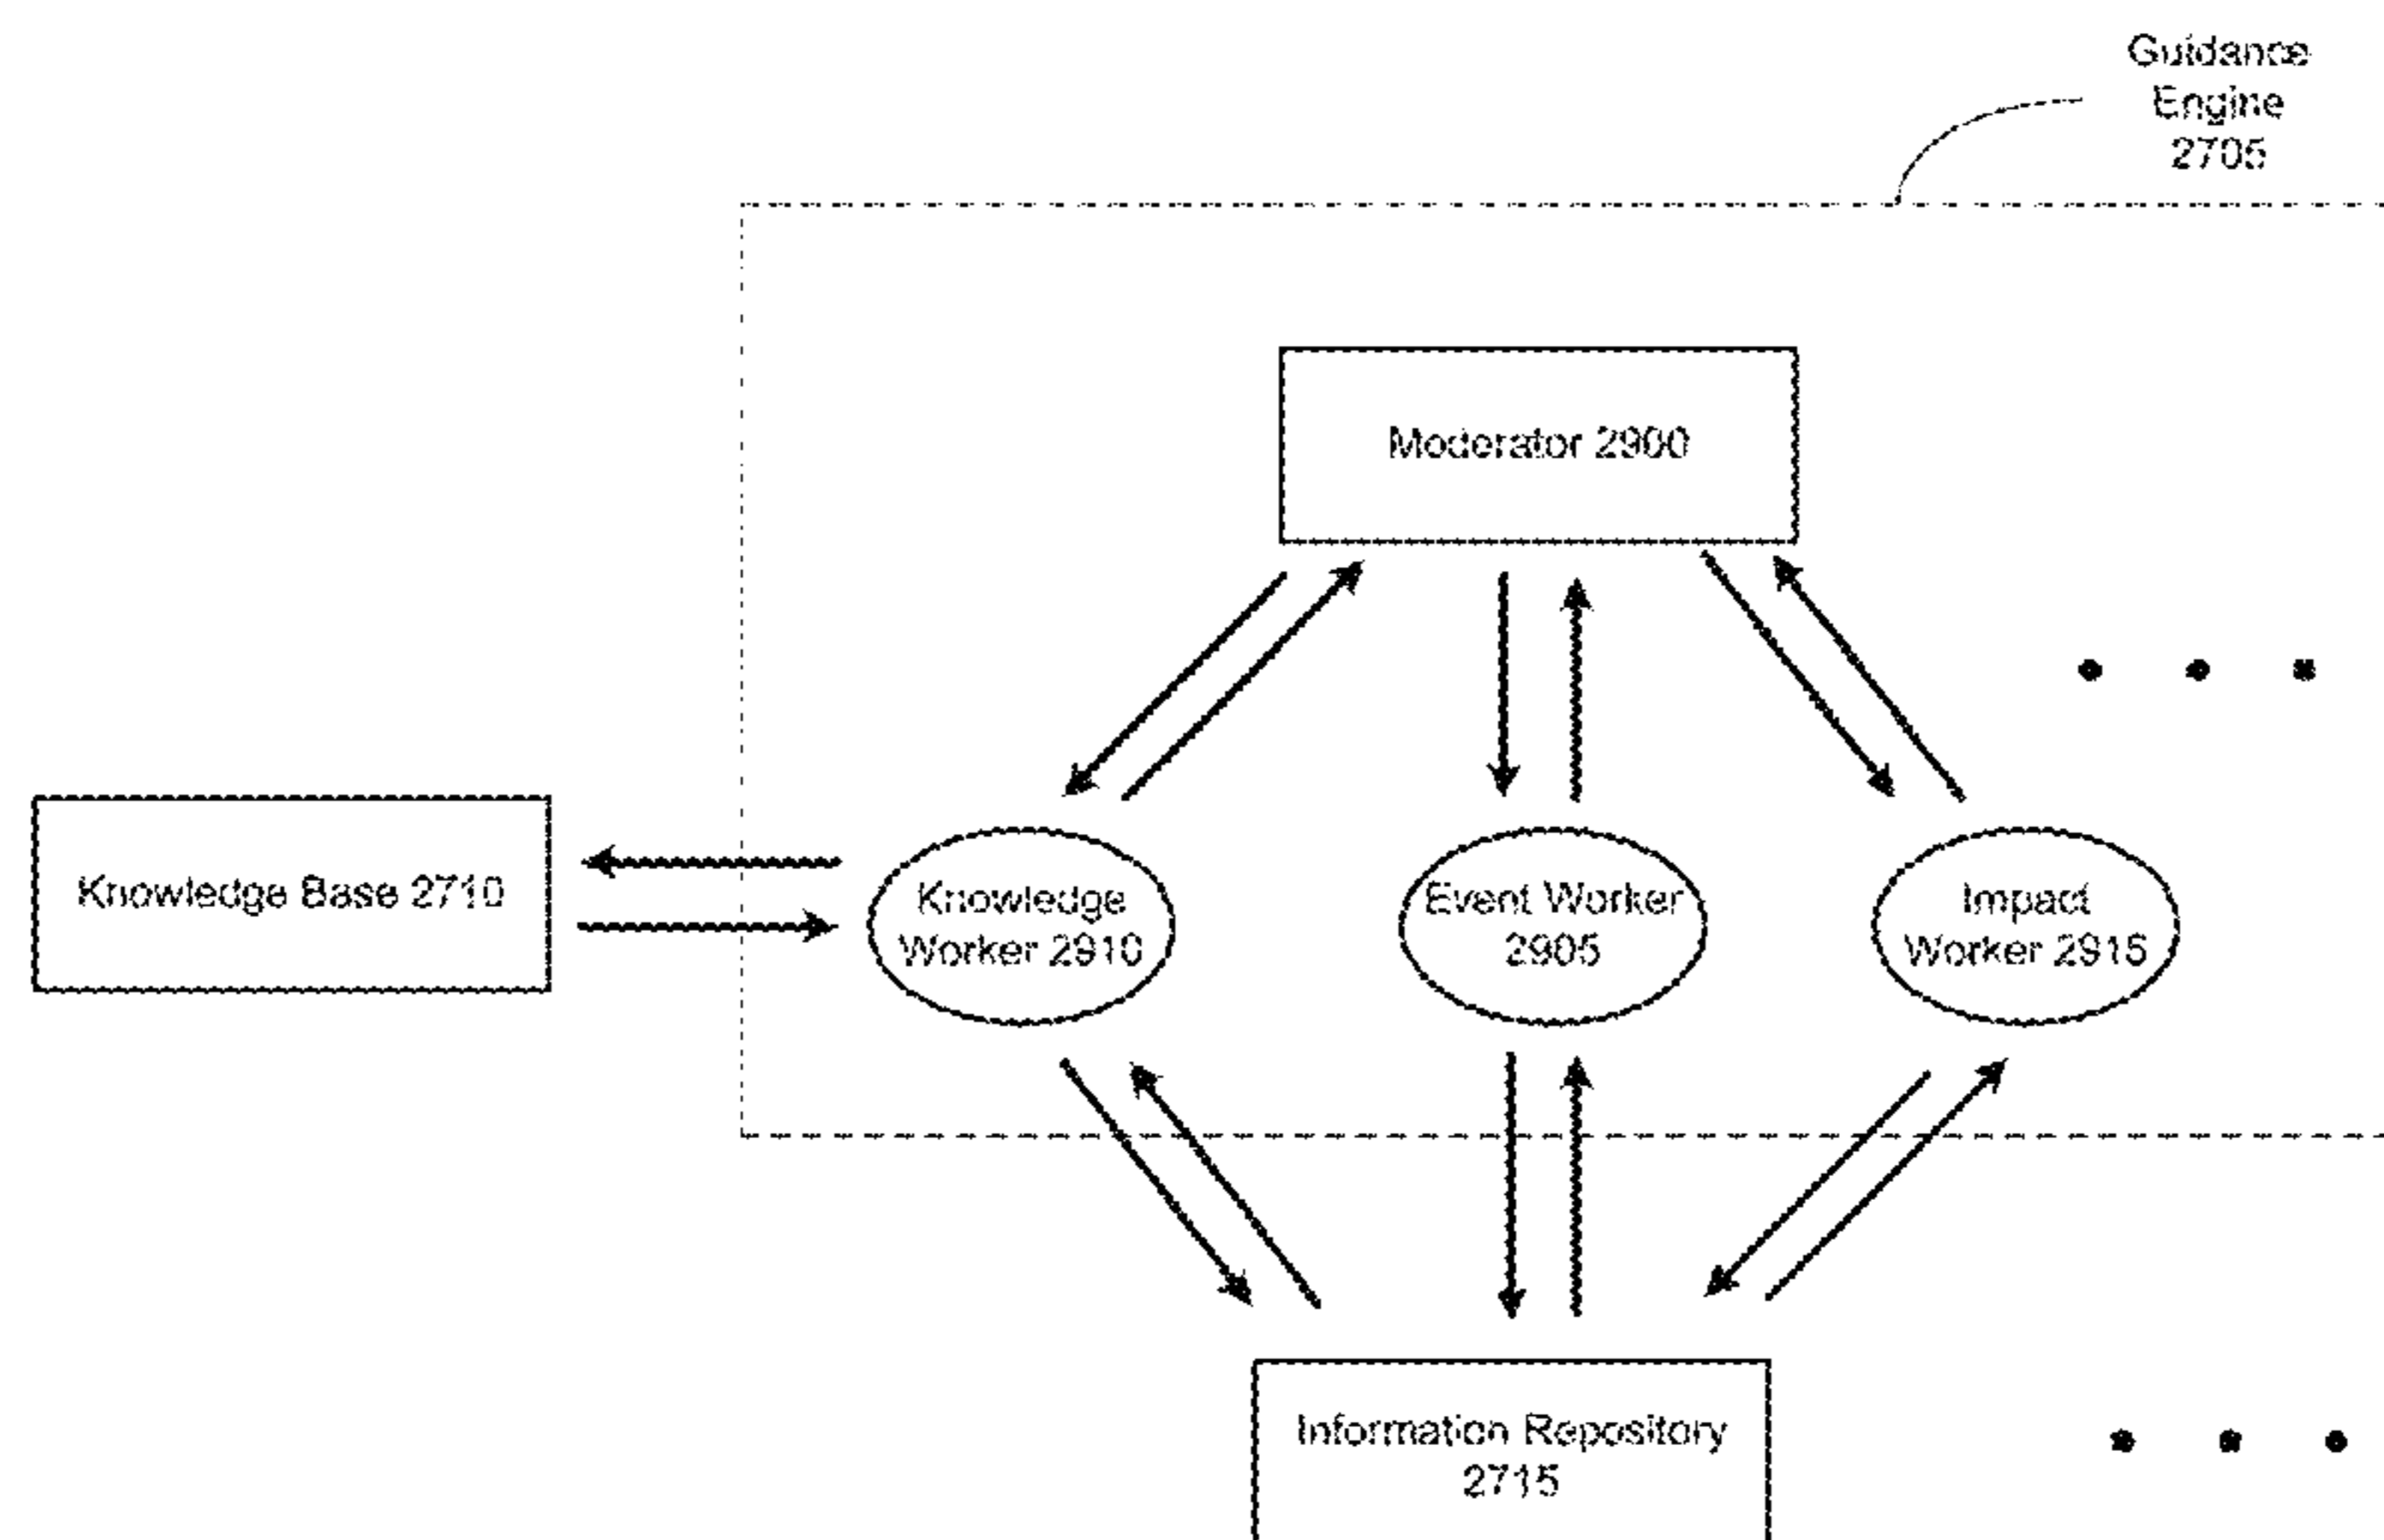 Guidance
Engine
2705
Moderator 2900
Knowledge Base 2710
Knowledge
Worker 2910
Event Worker
2905
Impact
Worker 2915
Information Repository
2715